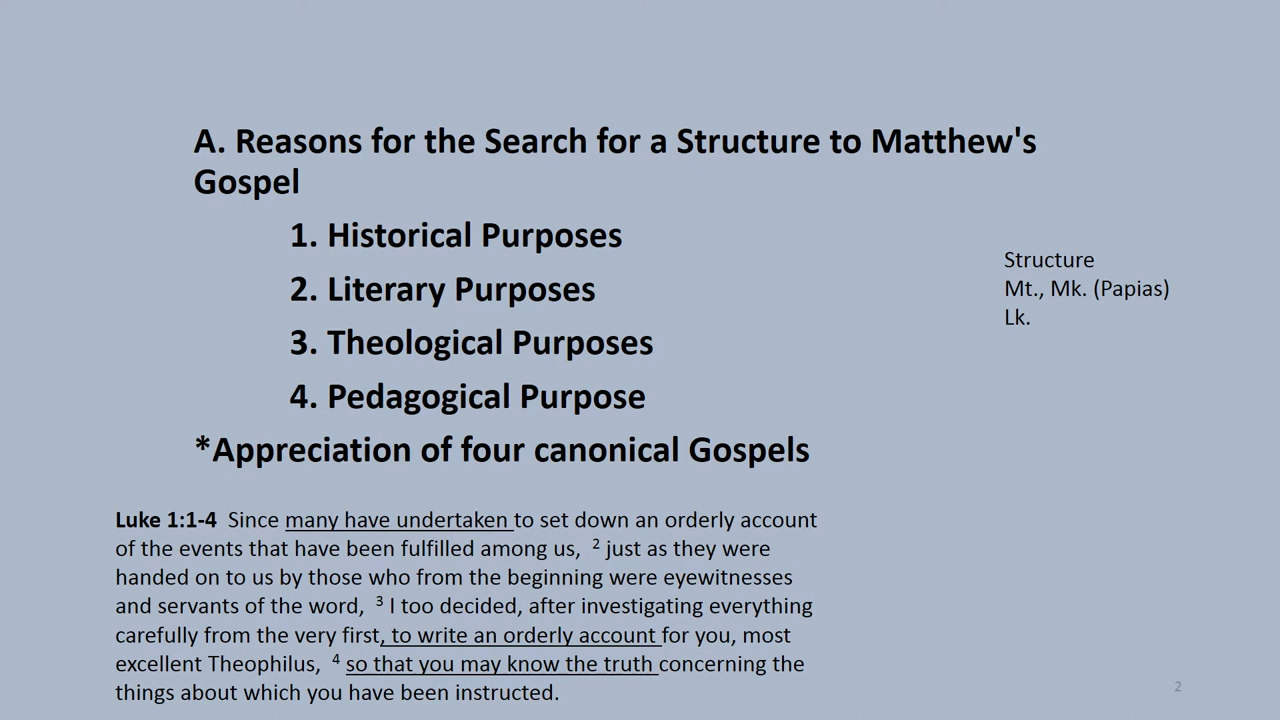 A. Reasons for the Search for a Structure to Matthew's
Gospel
1. Historical Purposes
2. Literary Purposes
3. Theological Purposes
4. Pedagogical Purpose
*Appreciation of four canonical Gospels
Structure
Mt., Mk. (Papias)
Lk.
Luke 1:1-4 Since many have undertaken to set down an orderly account
of the events that have been fulfilled among us, 2 just as they were
handed on to us by those who from the beginning were eyewitnesses
and servants of the word, 3 I too decided, after investigating everything
carefully from the very first, to write an orderly account for you, most
excellent Theophilus, 4 so that you may know the truth concerning the
things about which you have been instructed.
2